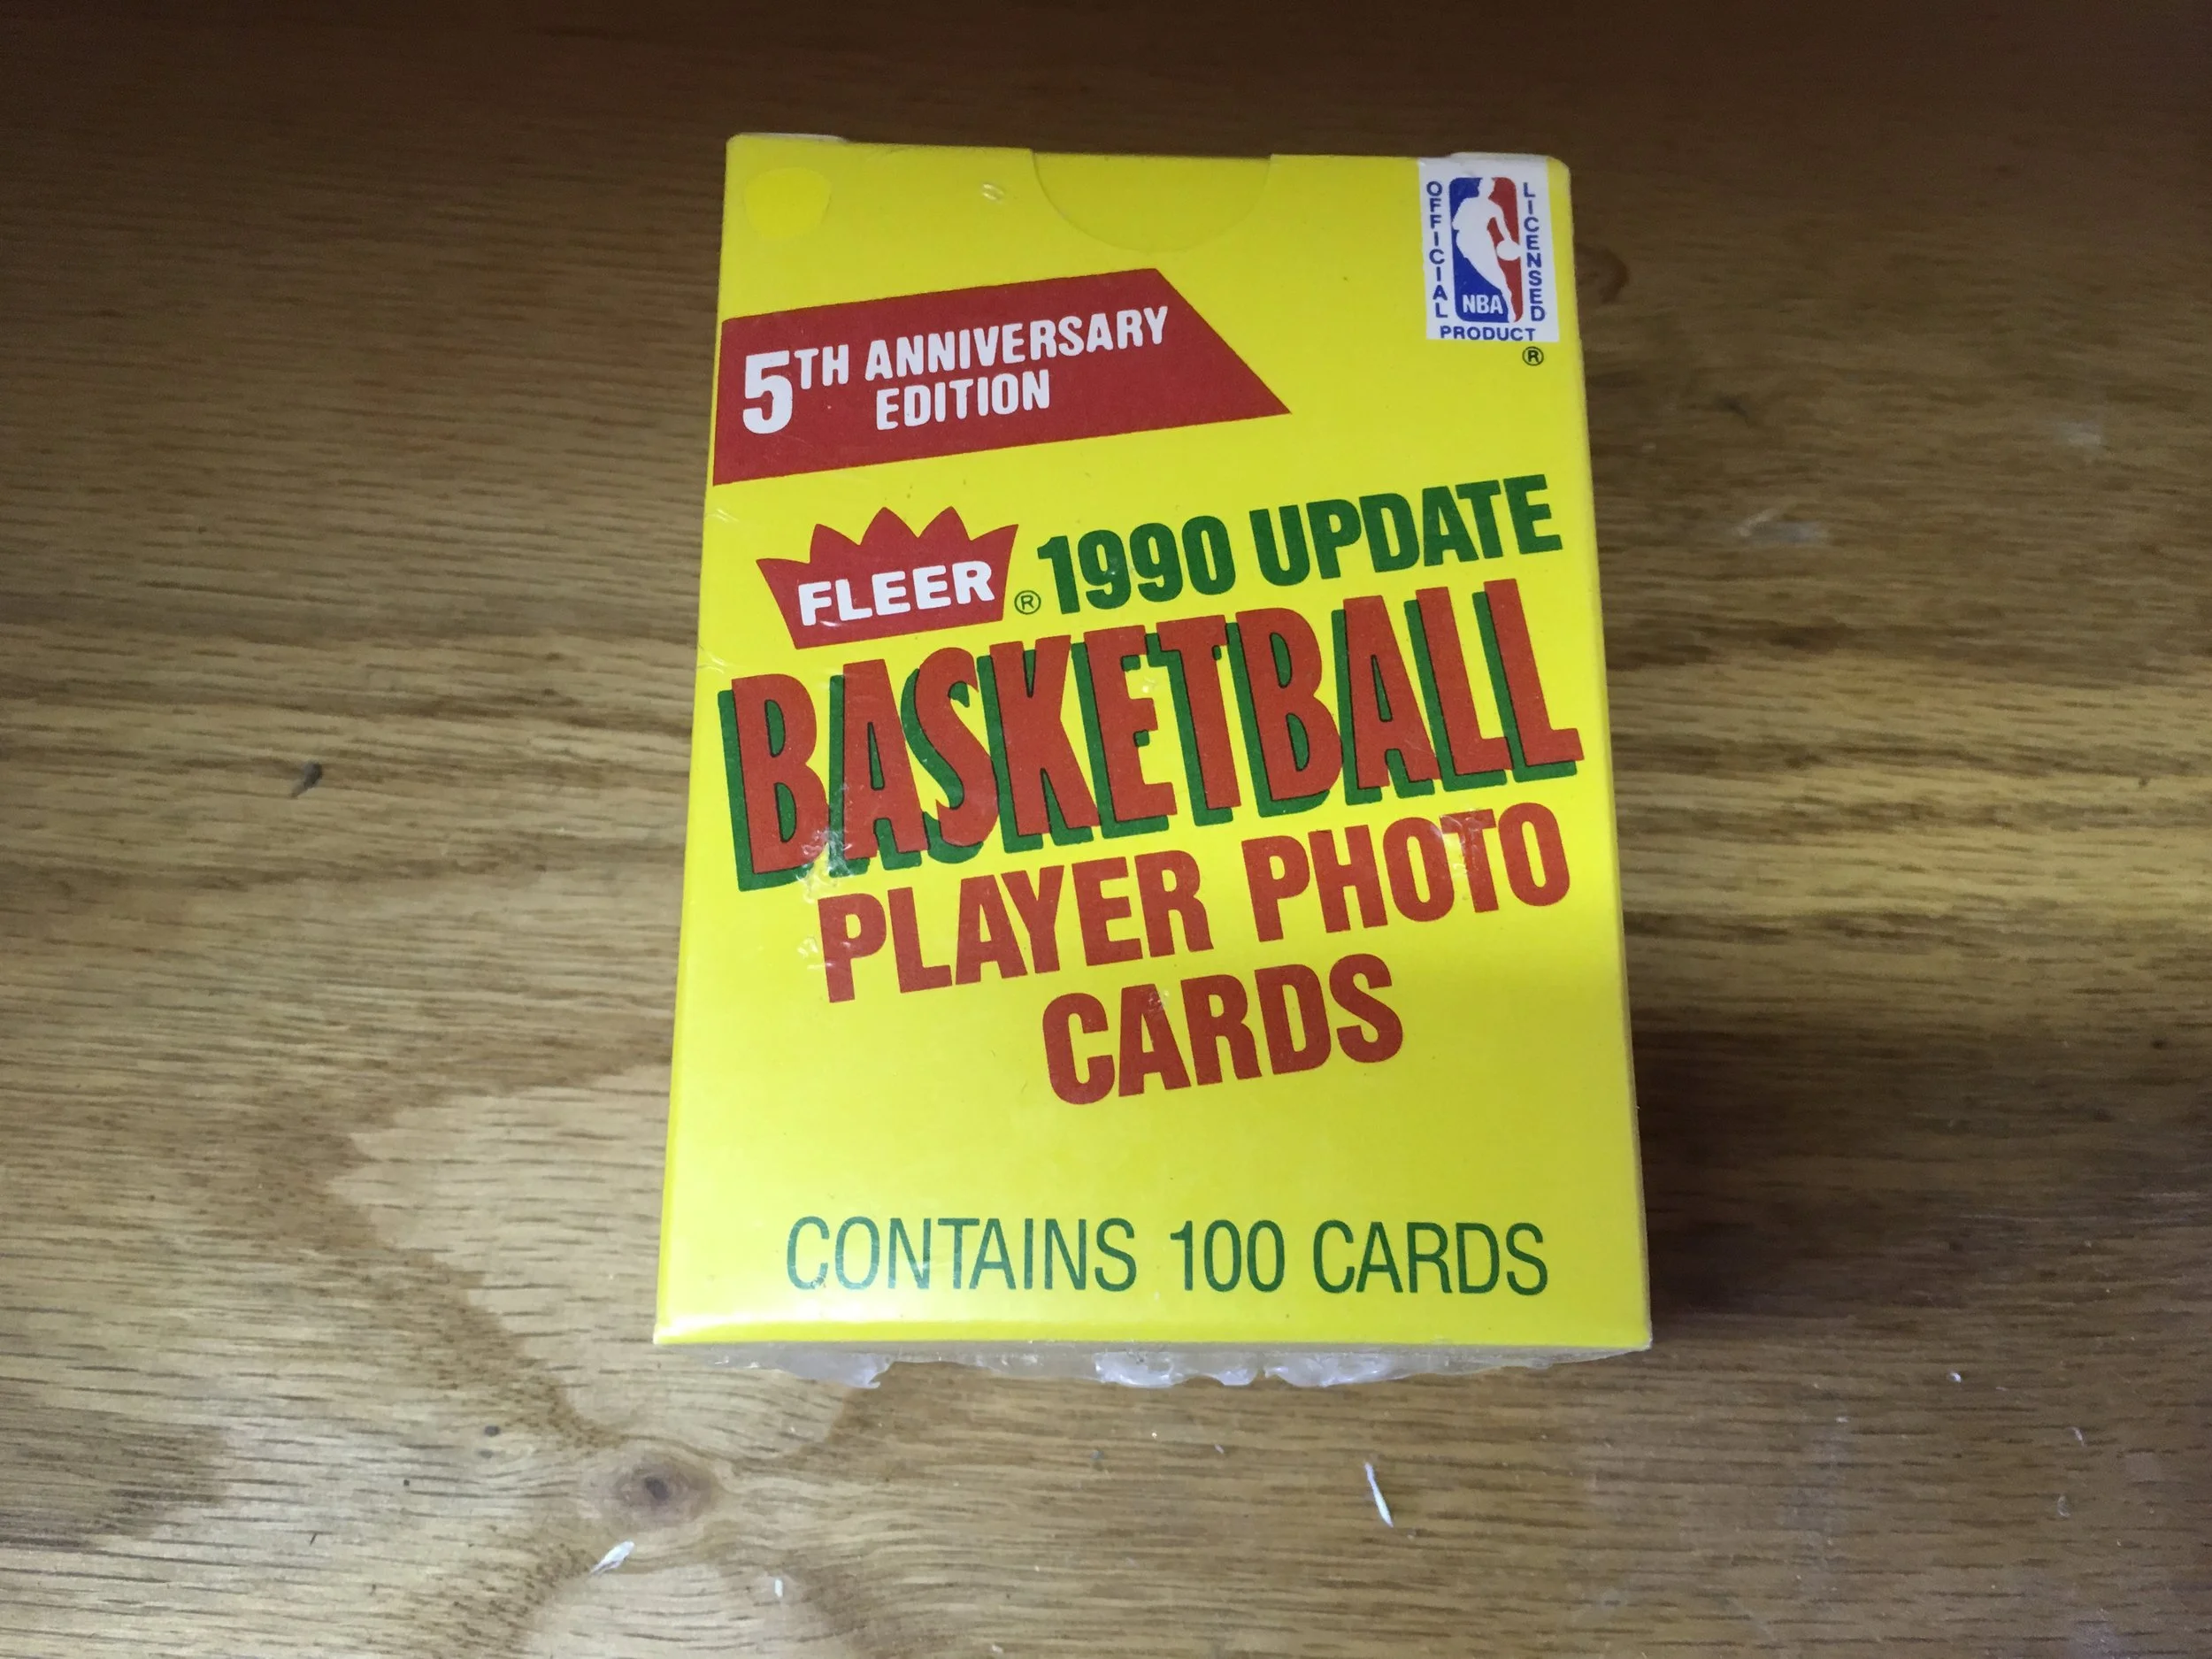 OFFICIAL
LICENSED
NBA
PRODUCT
®
5TH ANNIVERSARY
EDITION
FLEER ® 1990 UPDATE
BASKETBALL
PLAYER PHOTO
CARDS
CONTAINS 100 CARDS